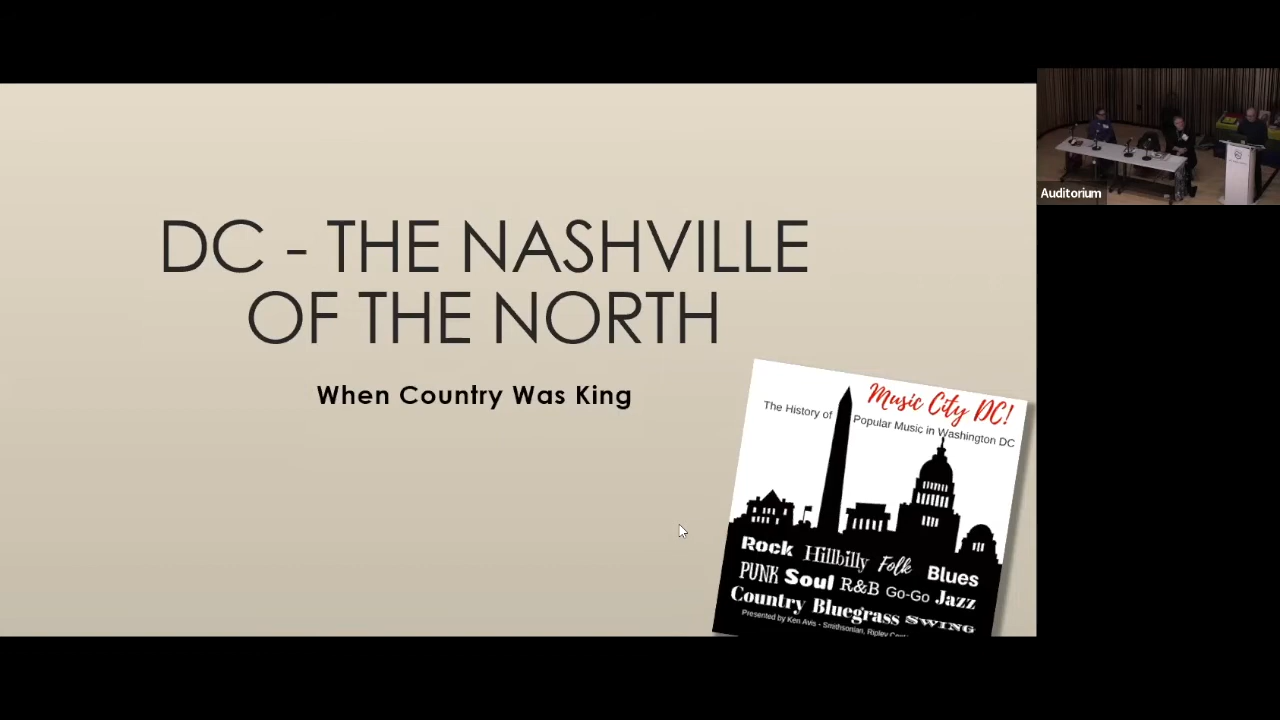 DC - THE NASHVILLE
OF THE NORTH
When Country Was King
Music City DC!
The History of Popular Music in Washington DC
Rock Hillbilly Folk Blues
PUNK Soul R&B Go-Go Jazz
Country Bluegrass SWING
Presented by Ken Avis - Smithsonian, Ripley
Auditorium